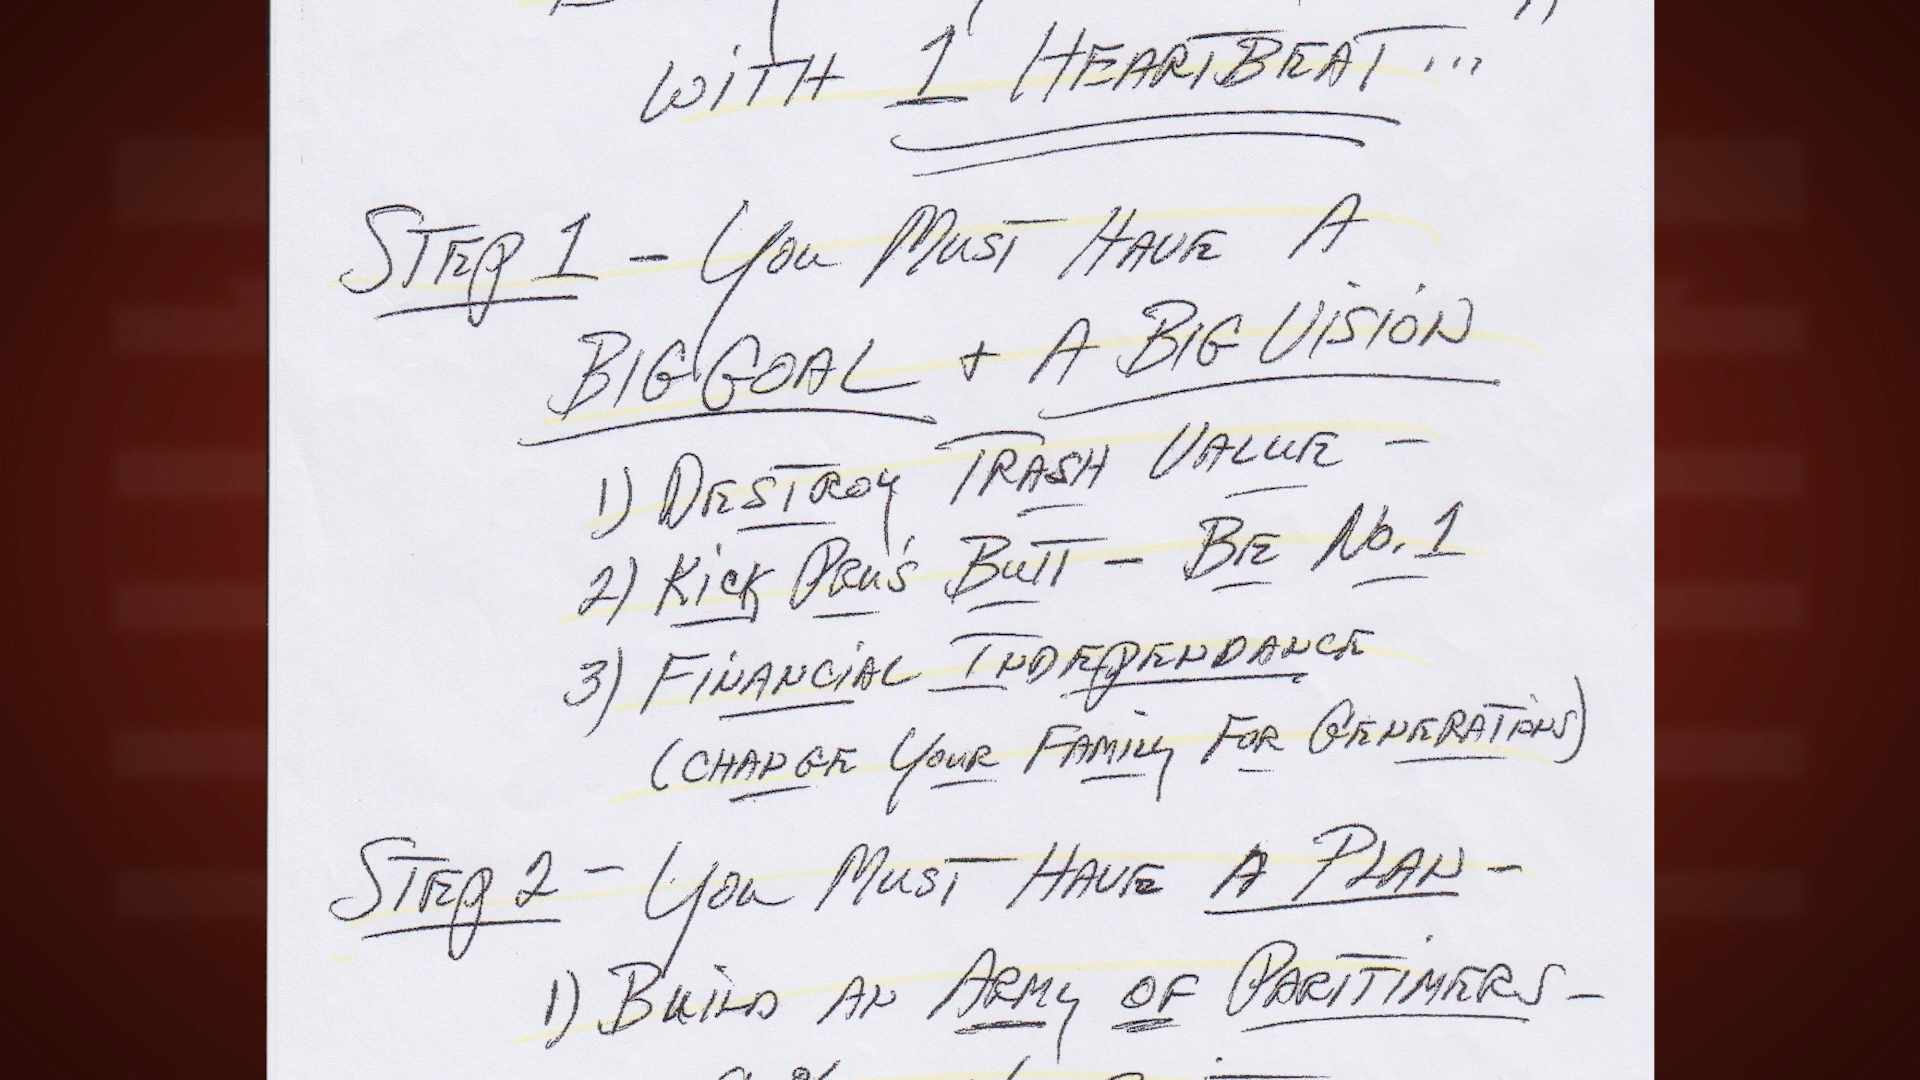 WITH 1 HEARTBEAT...
STEP 1 - You MUST HAVE A
BIG GOAL + A BIG VISION
1) DESTROY TRASH VALUE -
2) KICK PRU'S BUTT - BE No. 1
3) FINANCIAL INDEPENDANCE
(CHANGE YOUR FAMILY FOR GENERATIONS)
STEP 2 - You MUST HAVE A PLAN -
1) BUILD AN ARMY OF PARTTIMERS -